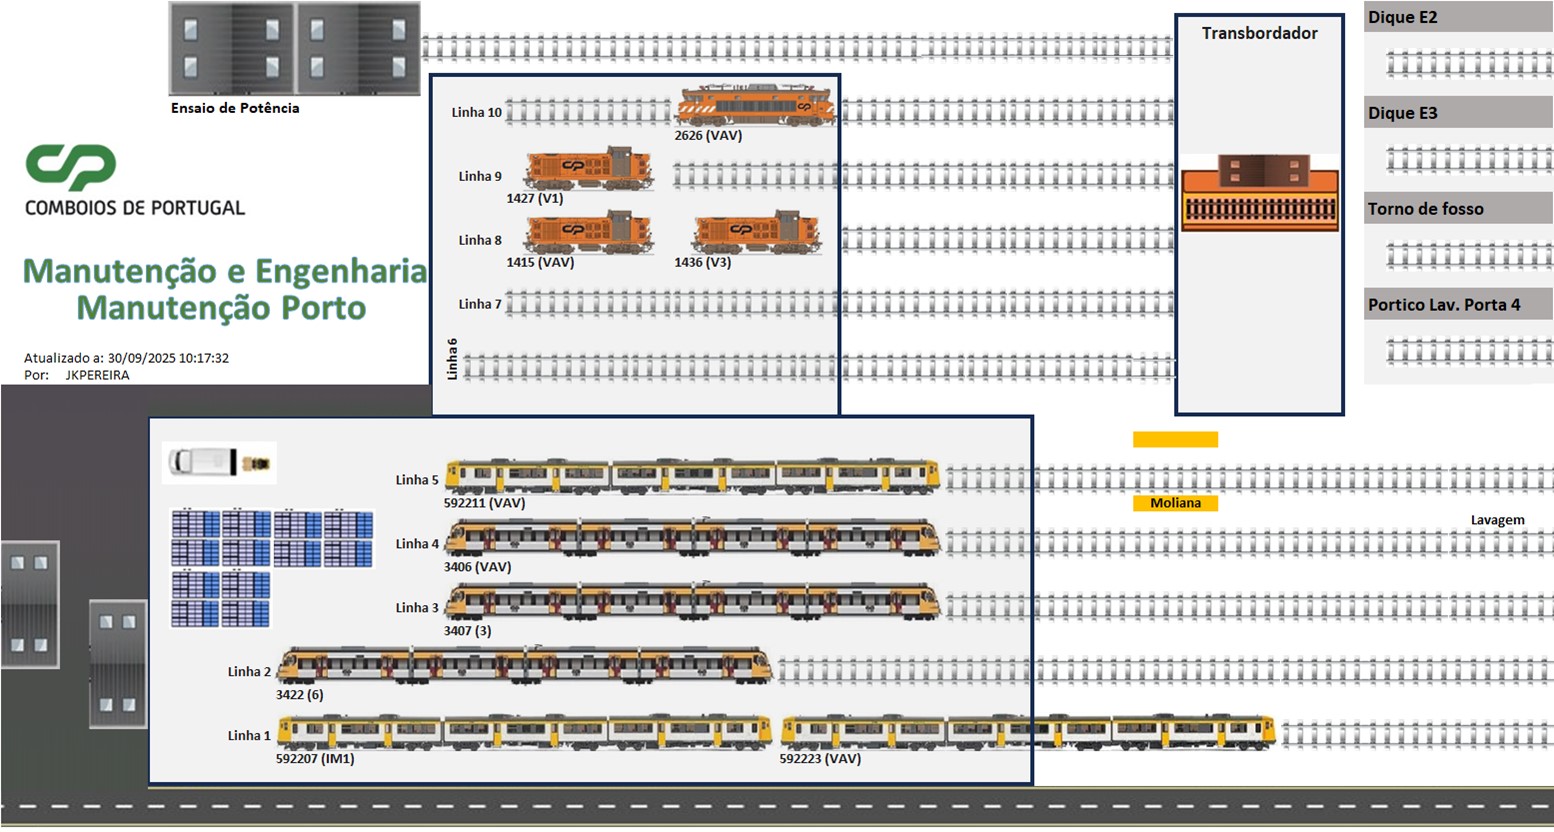 Transbordador
Dique E2
Ensaio de Potência
Linha 10
2626 (VAV)
Dique E3
CP
COMBOIOS DE PORTUGAL
Linha 9
1427 (V1)
Torno de fosso
Linha 8
1415 (VAV)
1436 (V3)
Manutenção e Engenharia
Manutenção Porto
Linha 7
Portico Lav. Porta 4
Atualizado a: 30/09/2025 10:17:32
Por: JKPEREIRA
Linha6
Linha 5
592211 (VAV)
Moliana
Lavagem
Linha 4
3406 (VAV)
Linha 3
3407 (3)
Linha 2
3422 (6)
Linha 1
592207 (IM1)
592223 (VAV)